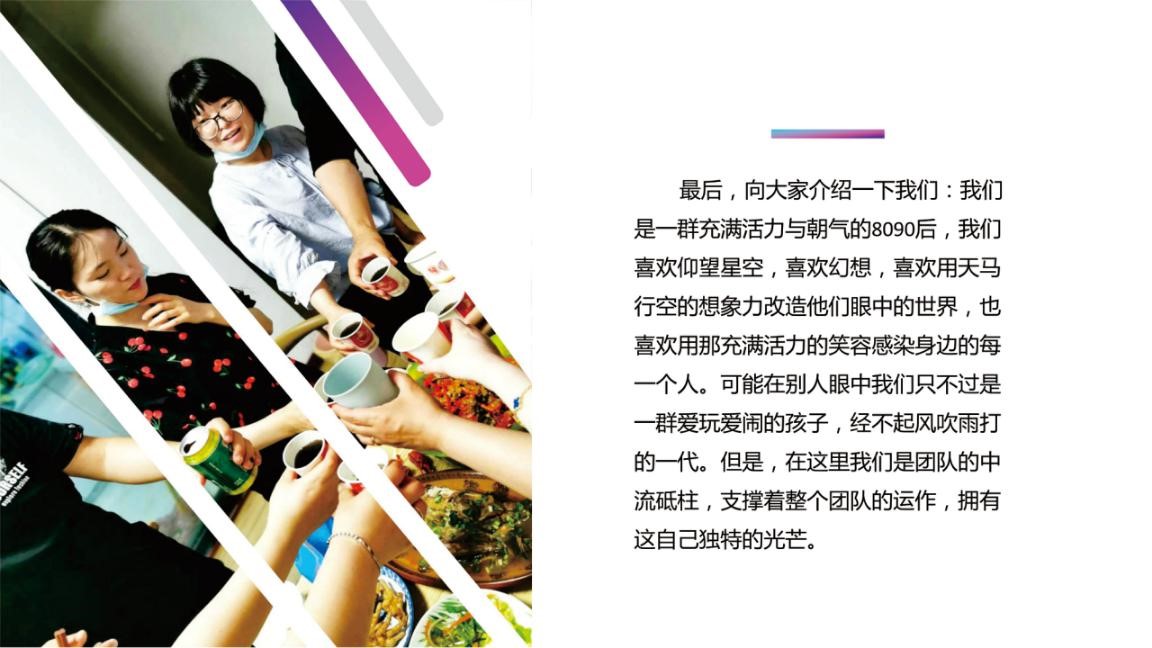 最后，向大家介绍一下我们：我们
是一群充满活力与朝气的8090后，我们
喜欢仰望星空，喜欢幻想，喜欢用天马
行空的想象力改造他们眼中的世界，也
喜欢用那充满活力的笑容感染身边的每
一个人。可能在别人眼中我们只不过是
一群爱玩爱闹的孩子，经不起风吹雨打
的一代。但是，在这里我们是团队的中
流砥柱，支撑着整个团队的运作，拥有
这自己独特的光芒。